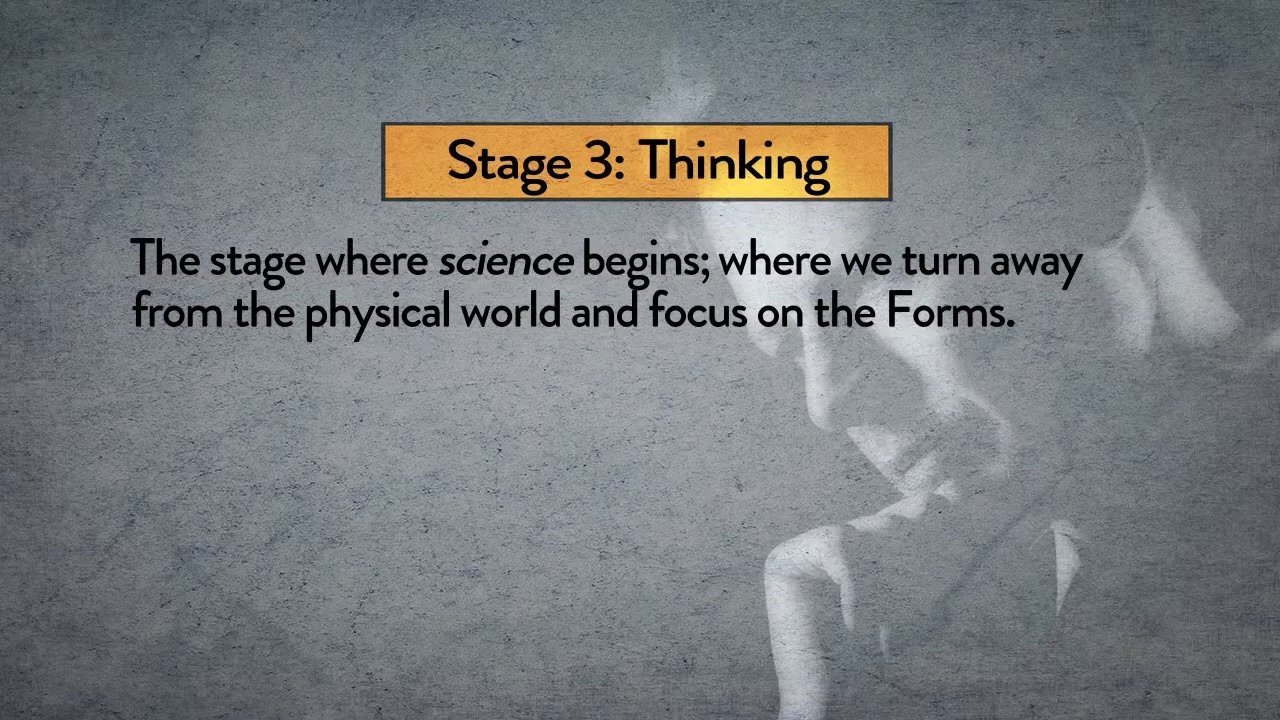 Stage 3: Thinking
The stage where science begins; where we turn away
from the physical world and focus on the Forms.